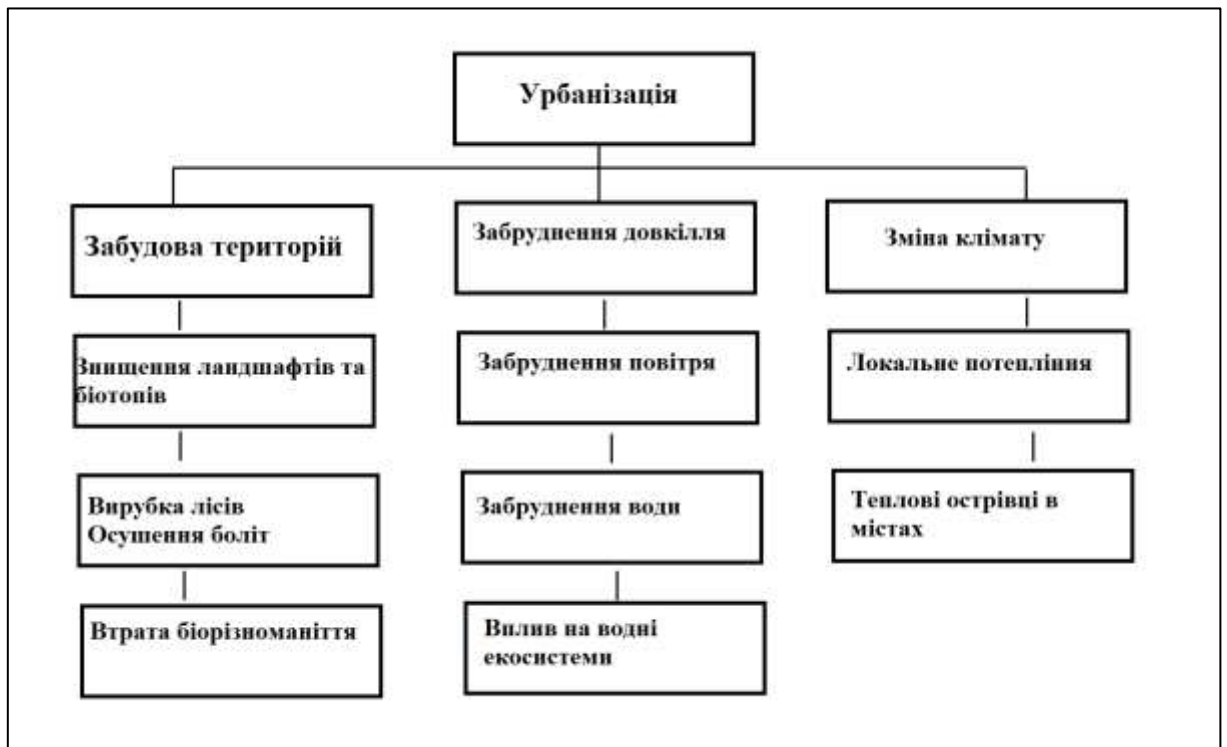 Урбанізація
Забудова територій
Забруднення довкілля
Зміна клімату
Знищення ландшафтів та
біотопів
Забруднення повітря
Локальне потепління
Вирубка лісів
Осушення боліт
Забруднення води
Теплові острівці в
містах
Втрата біорізноманіття
Вплив на водні
екосистеми